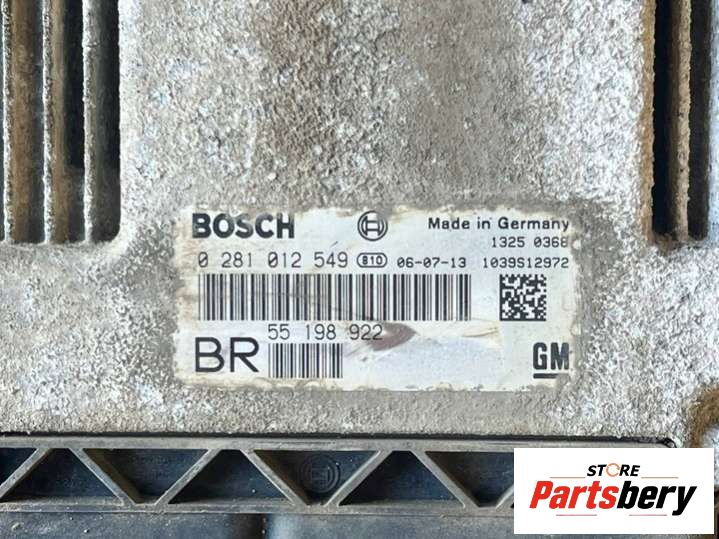 BOSCH Made in Germany
1325 0368
0 281 012 549 B10 06-07-13 1039S12972
55 198 922
BR GM
STORE
Partsbery